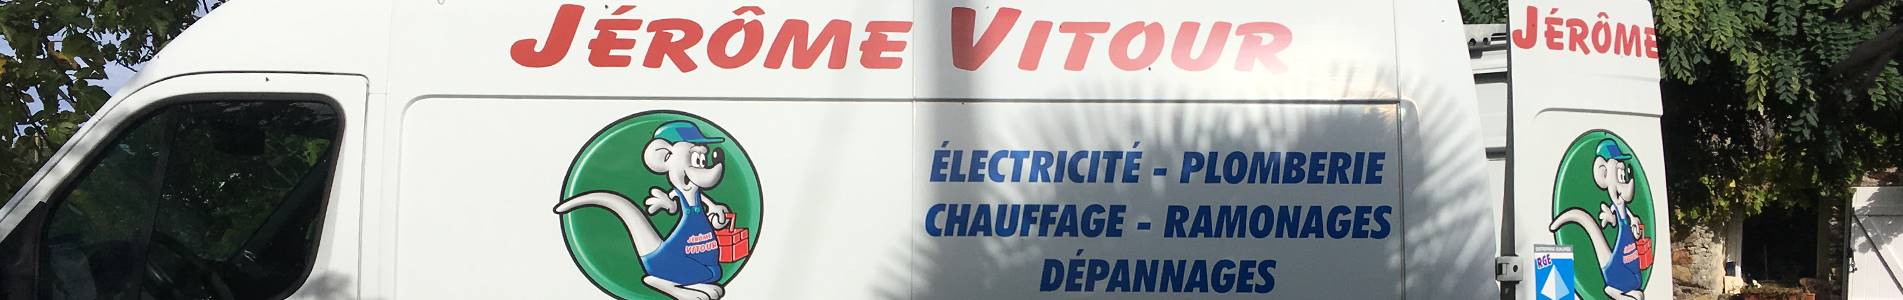 JÉRÔME VITOUR
ÉLECTRICITÉ - PLOMBERIE
CHAUFFAGE - RAMONAGES
DÉPANNAGES
JÉRÔME
VITOUR
JÉRÔME
RGE